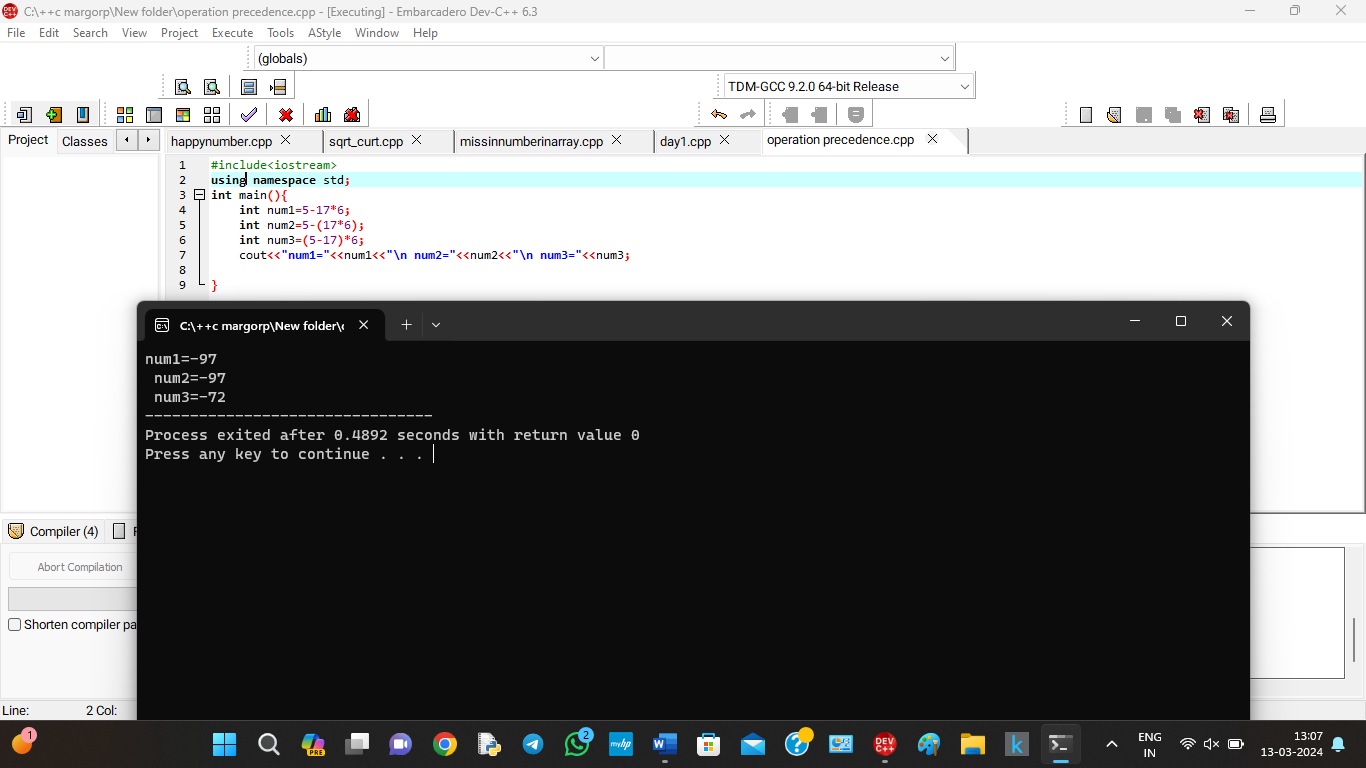 C:\++c margorp\New folder\operation precedence.cpp - [Executing] - Embarcadero Dev-C++ 6.3
File Edit Search View Project Execute Tools AStyle Window Help
(globals)
TDM-GCC 9.2.0 64-bit Release
Project Classes happynumber.cpp sqrt_curt.cpp missinnumberinarray.cpp day1.cpp operation precedence.cpp
1 #include<iostream>
2 using namespace std;
3 int main(){
4 int num1=5-17*6;
5 int num2=5-(17*6);
6 int num3=(5-17)*6;
7 cout<<"num1="<<num1<<"\n num2="<<num2<<"\n num3="<<num3;
8
9 }
C:\++c margorp\New folder\
num1=-97
num2=-97
num3=-72
--------------------------------
Process exited after 0.4892 seconds with return value 0
Press any key to continue . . .
Compiler (4)
Abort Compilation
Shorten compiler pa
Line: 2 Col:
1
PRE
2
myhp
W
DEV C++
k
ENG
IN
13:07
13-03-2024